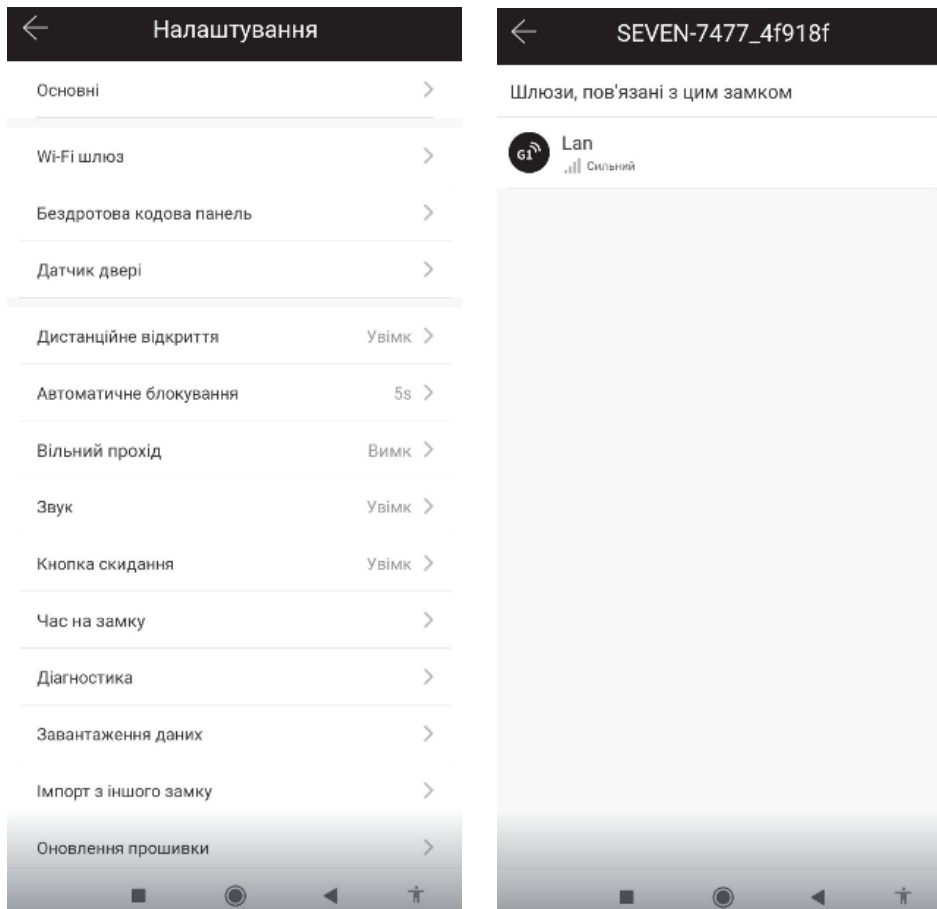 Налаштування
Основні
Wi-Fi шлюз
Бездротова кодова панель
Датчик двері
Дистанційне відкриття Увімк
Автоматичне блокування 5s
Вільний прохід Вимк
Звук Увімк
Кнопка скидання Увімк
Час на замку
Діагностика
Завантаження даних
Імпорт з іншого замку
Оновлення прошивки
SEVEN-7477_4f918f
Шлюзи, пов'язані з цим замком
G1
Lan
Сильний